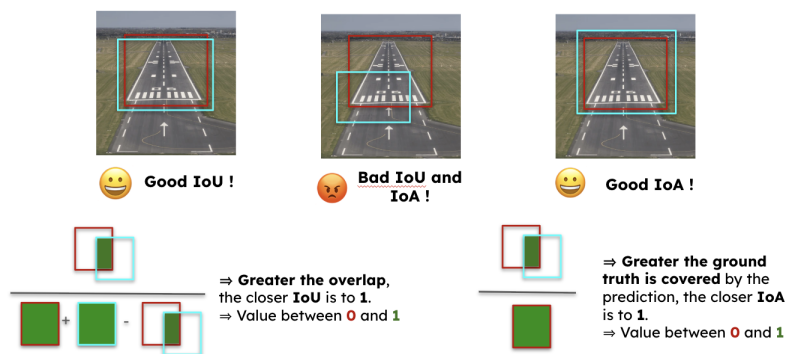 Good IoU !
Bad IoU and
IoA !
Good IoA !
+
-
⇒ Greater the overlap,
the closer IoU is to 1.
⇒ Value between 0 and 1
⇒ Greater the ground
truth is covered by the
prediction, the closer IoA
is to 1.
⇒ Value between 0 and 1